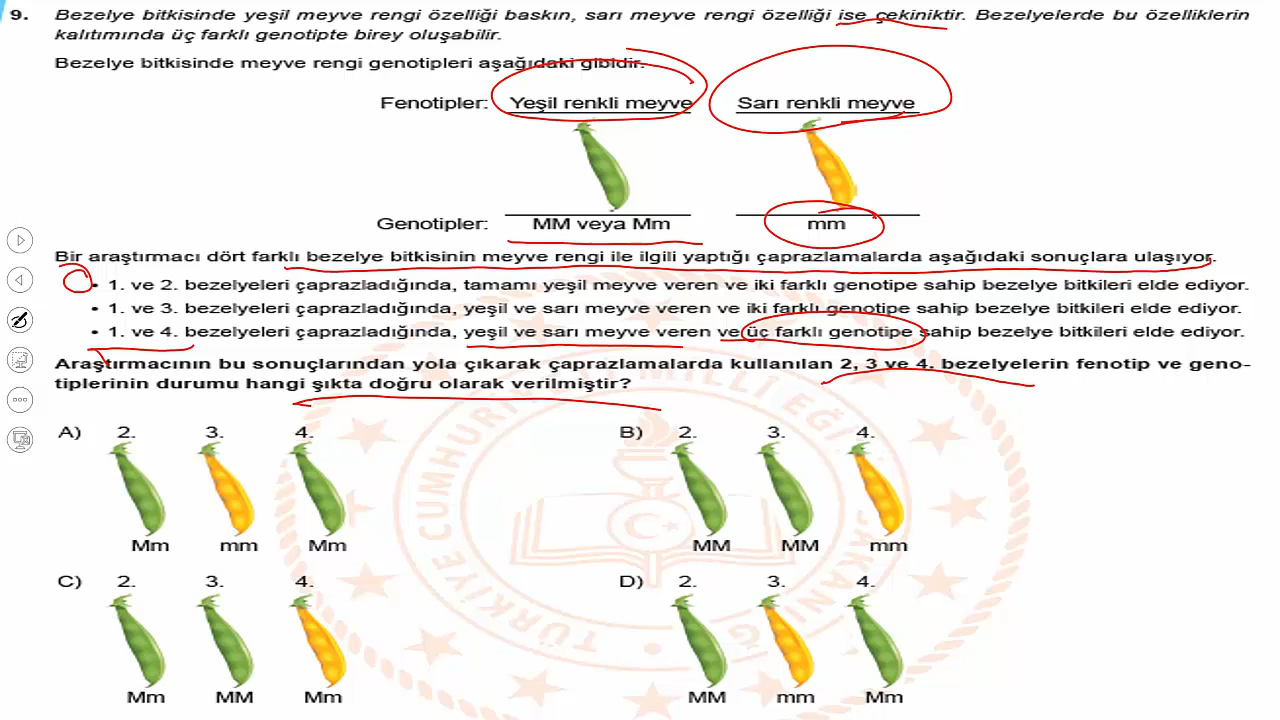 9. Bezelye bitkisinde yeşil meyve rengi özelliği baskın, sarı meyve rengi özelliği ise çekiniktir. Bezelyelerde bu özelliklerin
kalıtımında üç farklı genotipte birey oluşabilir.
Bezelye bitkisinde meyve rengi genotipleri aşağıdaki gibidir.
Fenotipler: Yeşil renkli meyve Sarı renkli meyve
Genotipler: MM veya Mm mm
Bir araştırmacı dört farklı bezelye bitkisinin meyve rengi ile ilgili yaptığı çaprazlamalarda aşağıdaki sonuçlara ulaşıyor.
• 1. ve 2. bezelyeleri çaprazladığında, tamamı yeşil meyve veren ve iki farklı genotipe sahip bezelye bitkileri elde ediyor.
• 1. ve 3. bezelyeleri çaprazladığında, yeşil ve sarı meyve veren ve iki farklı genotipe sahip bezelye bitkileri elde ediyor.
• 1. ve 4. bezelyeleri çaprazladığında, yeşil ve sarı meyve veren ve üç farklı genotipe sahip bezelye bitkileri elde ediyor.
Araştırmacının bu sonuçlarından yola çıkarak çaprazlamalarda kullanılan 2, 3 ve 4. bezelyelerin fenotip ve geno-
tiplerinin durumu hangi şıkta doğru olarak verilmiştir?
A) 2. 3. 4.
Mm mm Mm
B) 2. 3. 4.
MM MM mm
C) 2. 3. 4.
Mm MM Mm
D) 2. 3. 4.
MM mm Mm